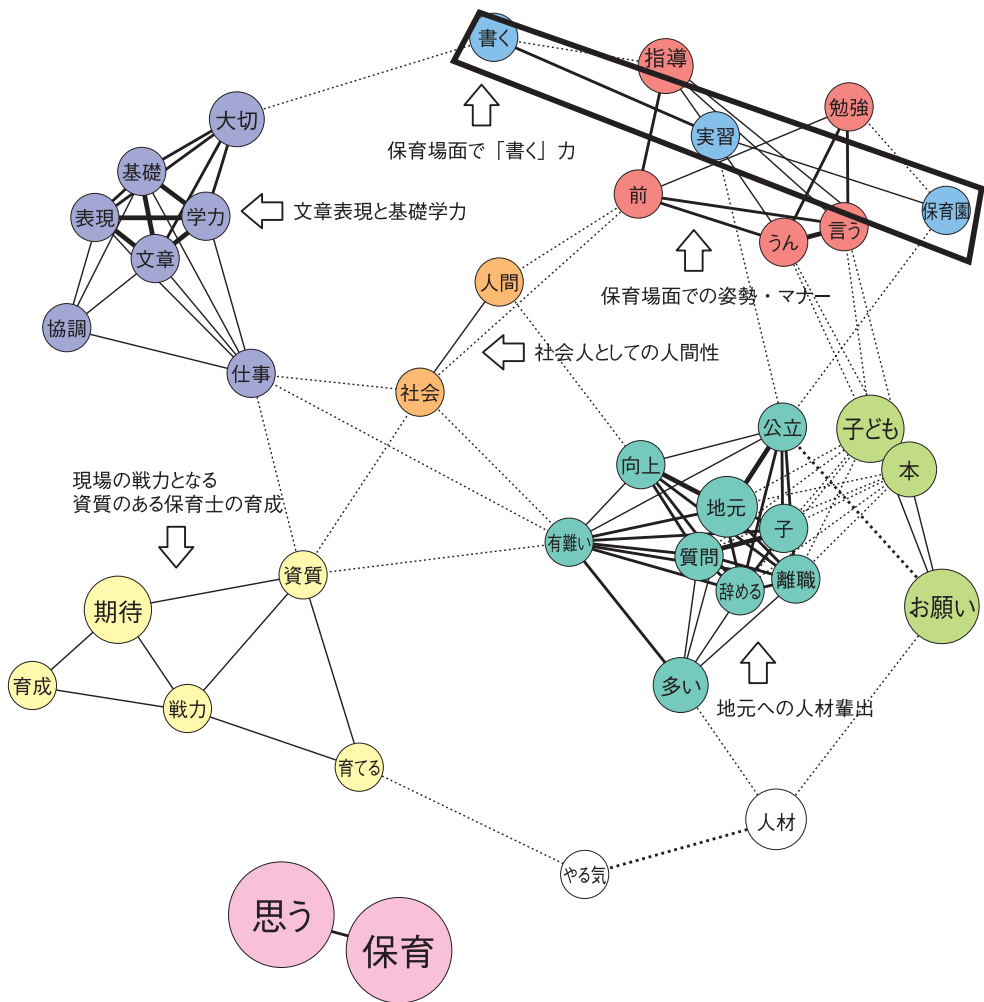 書く
指導
勉強
大切
実習
保育場面で「書く」力
基礎
表現
学力
文章表現と基礎学力
前
保育園
言う
うん
文章
人間
保育場面での姿勢・マナー
協調
社会人としての人間性
仕事
社会
公立
子ども
向上
本
現場の戦力となる
資質のある保育士の育成
地元
子
有難い
質問
離職
辞める
資質
期待
お願い
育成
戦力
多い
地元への人材輩出
育てる
人材
やる気
思う
保育